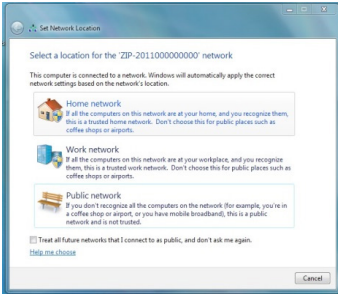 Set Network Location
Select a location for the 'ZIP-2011000000000' network
This computer is connected to a network. Windows will automatically apply the correct
network settings based on the network's location.
Home network
If all the computers on this network are at your home, and you recognize them,
this is a trusted home network. Don't choose this for public places such as
coffee shops or airports.
Work network
If all the computers on this network are at your workplace, and you recognize
them, this is a trusted work network. Don't choose this for public places such as
coffee shops or airports.
Public network
If you don't recognize all the computers on the network (for example, you're in
a coffee shop or airport, or you have mobile broadband), this is a public
network and is not trusted.
Treat all future networks that I connect to as public, and don't ask me again.
Help me choose
Cancel